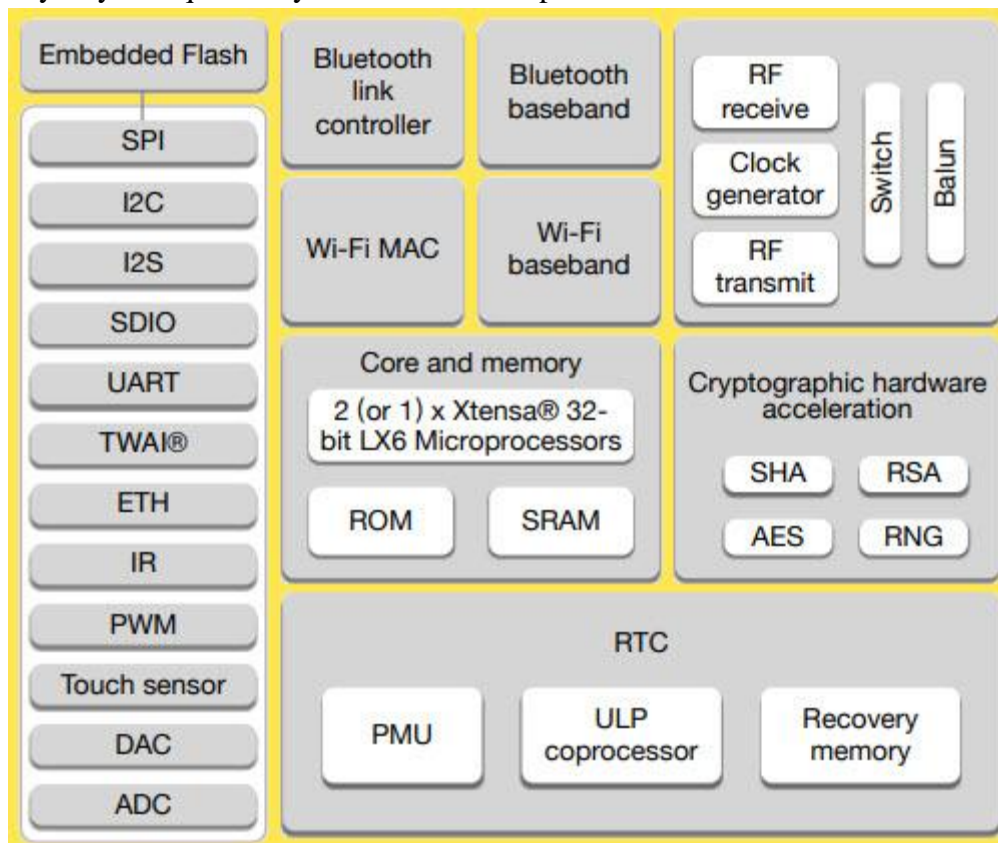 Embedded Flash
SPI
I2C
I2S
SDIO
UART
TWAI®
ETH
IR
PWM
Touch sensor
DAC
ADC
Bluetooth
link
controller
Bluetooth
baseband
Wi-Fi MAC
Wi-Fi
baseband
RF
receive
Clock
generator
RF
transmit
Switch
Balun
Core and memory
2 (or 1) x Xtensa® 32-
bit LX6 Microprocessors
ROM
SRAM
Cryptographic hardware
acceleration
SHA
RSA
AES
RNG
RTC
PMU
ULP
coprocessor
Recovery
memory